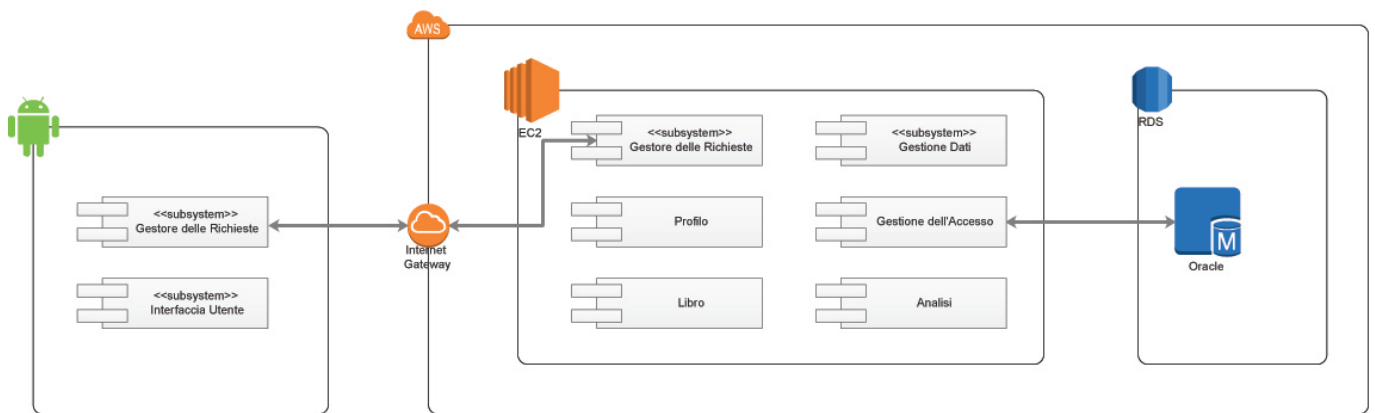 AWS
EC2
RDS
<<subsystem>>
Gestore delle Richieste
<<subsystem>>
Gestione Dati
<<subsystem>>
Gestore delle Richieste
Internet
Gateway
Profilo
Gestione dell'Accesso
M
Oracle
<<subsystem>>
Interfaccia Utente
Libro
Analisi